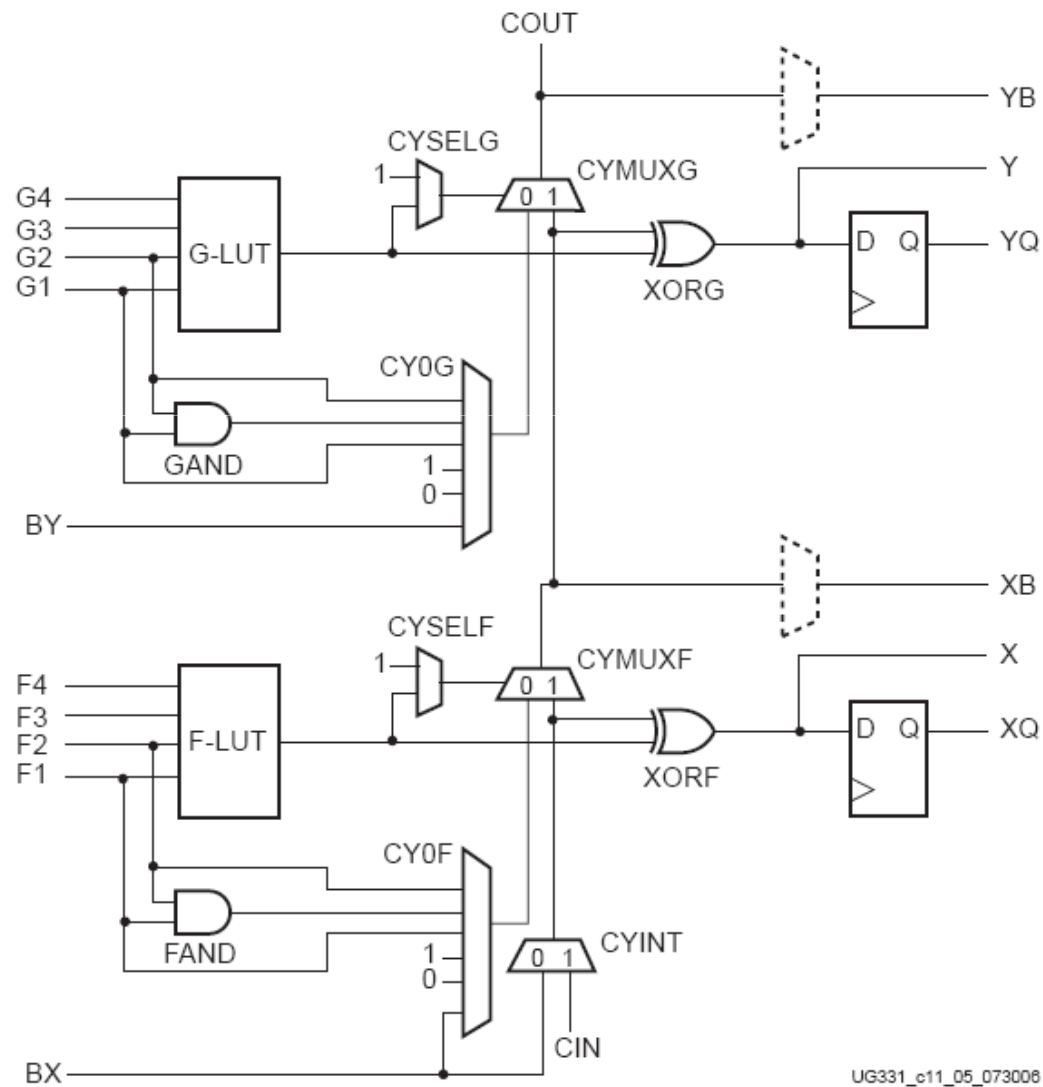 COUT
YB
CYSELG
1
CYMUXG
Y
0 1
G4
G3
G2
G1
G-LUT
D Q
YQ
XORG
CY0G
GAND
1
0
BY
XB
CYSELF
1
CYMUXF
X
0 1
F4
F3
F2
F1
F-LUT
D Q
XQ
XORF
CY0F
FAND
1
0
CYINT
0 1
CIN
BX
UG331_c11_05_073006